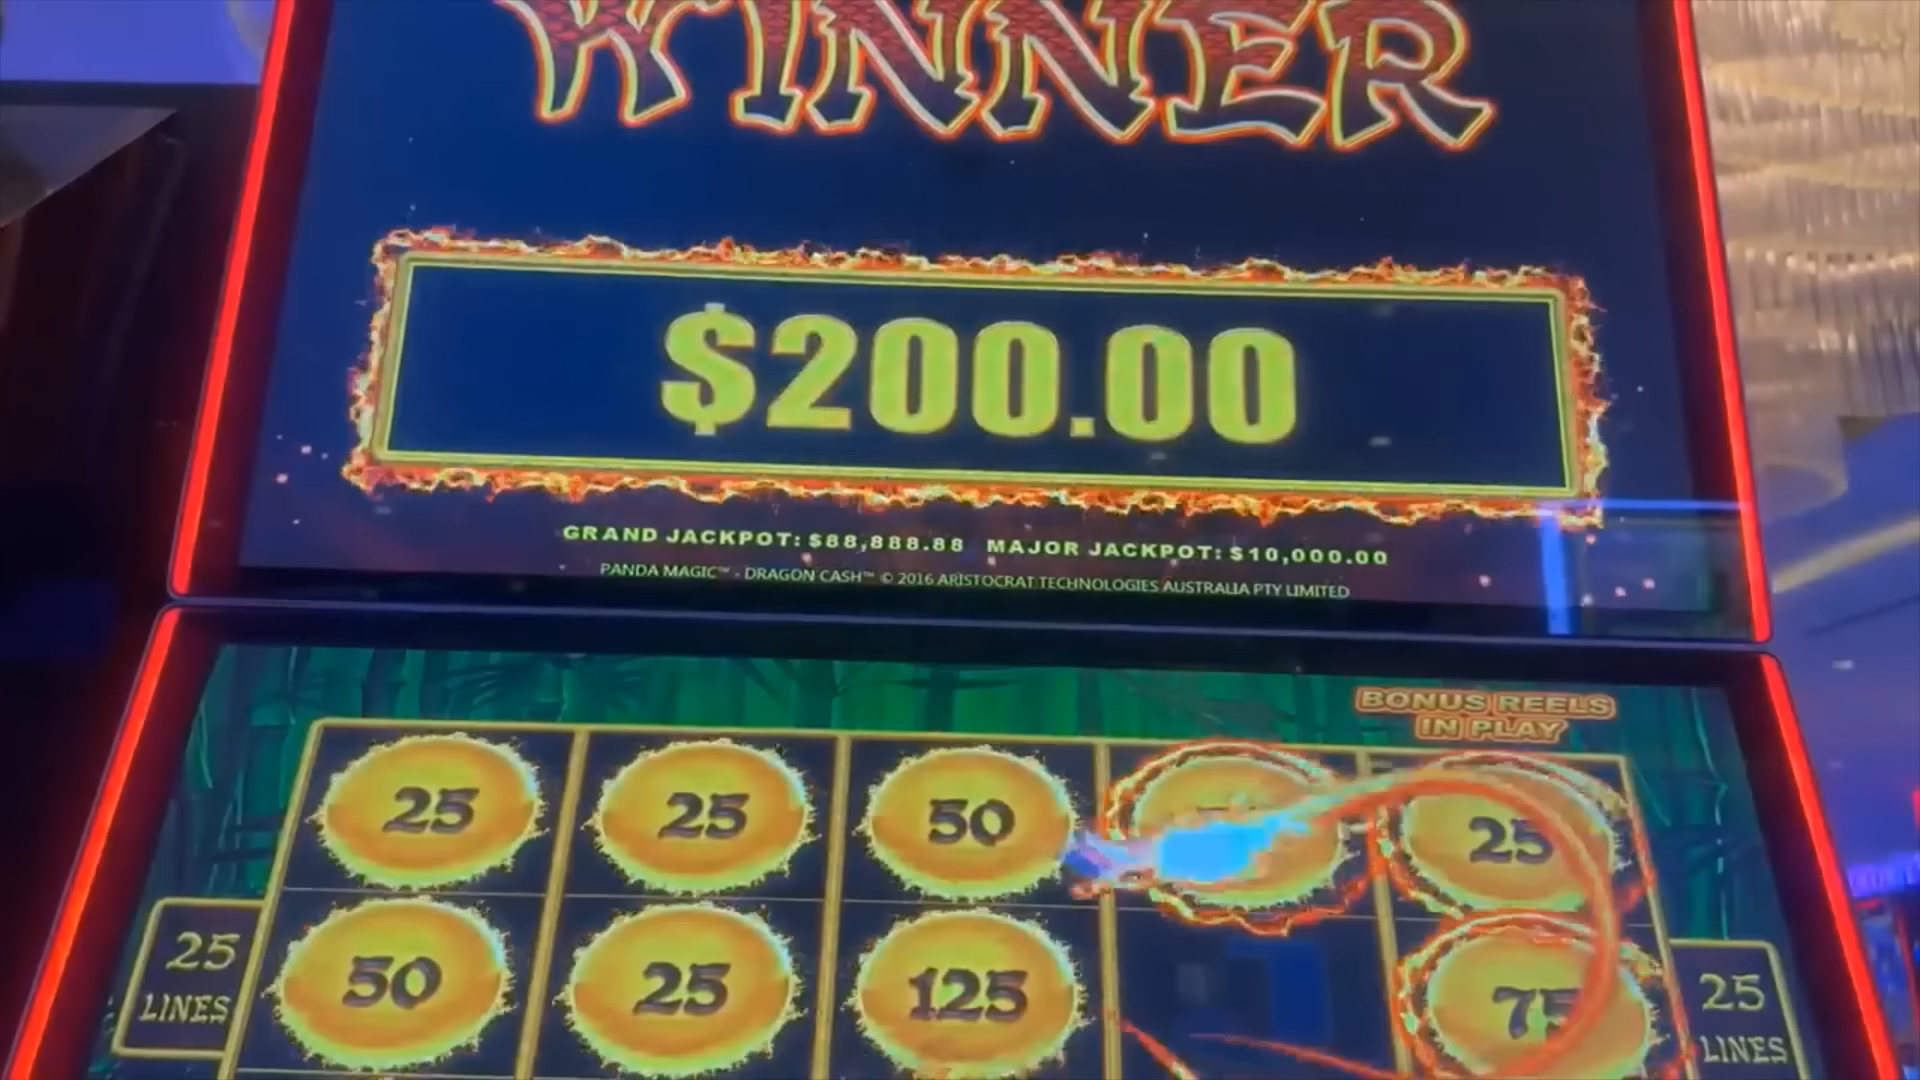 WINNER
$200.00
GRAND JACKPOT: $88,888.88 MAJOR JACKPOT: $10,000.00
PANDA MAGIC™ - DRAGON CASH™ © 2016 ARISTOCRAT TECHNOLOGIES AUSTRALIA PTY LIMITED
BONUS REELS
IN PLAY
25 25 50 25
50 25 125 75
25
LINES
25
LINES